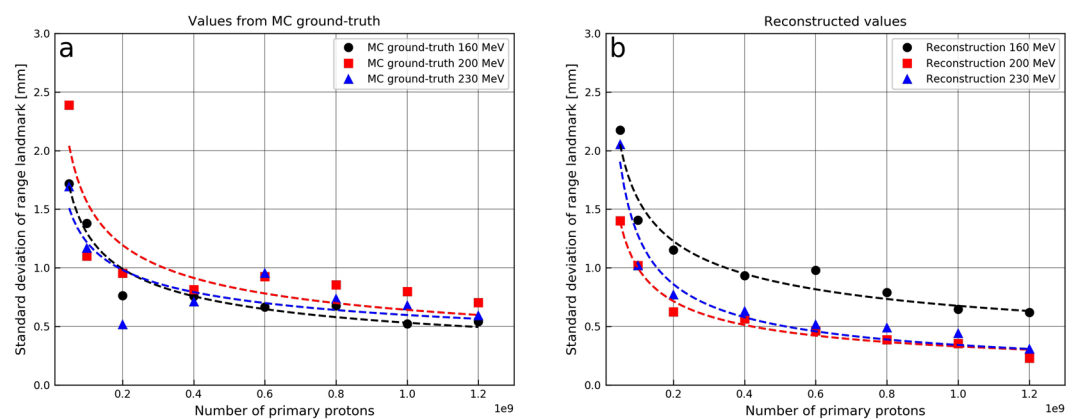 Values from MC ground-truth
a
MC ground-truth 160 MeV
MC ground-truth 200 MeV
MC ground-truth 230 MeV
Standard deviation of range landmark [mm]
3.0
2.5
2.0
1.5
1.0
0.5
0.0
0.2 0.4 0.6 0.8 1.0 1.2
1e9
Number of primary protons
Reconstructed values
b
Reconstruction 160 MeV
Reconstruction 200 MeV
Reconstruction 230 MeV
Standard deviation of range landmark [mm]
3.0
2.5
2.0
1.5
1.0
0.5
0.0
0.2 0.4 0.6 0.8 1.0 1.2
1e9
Number of primary protons